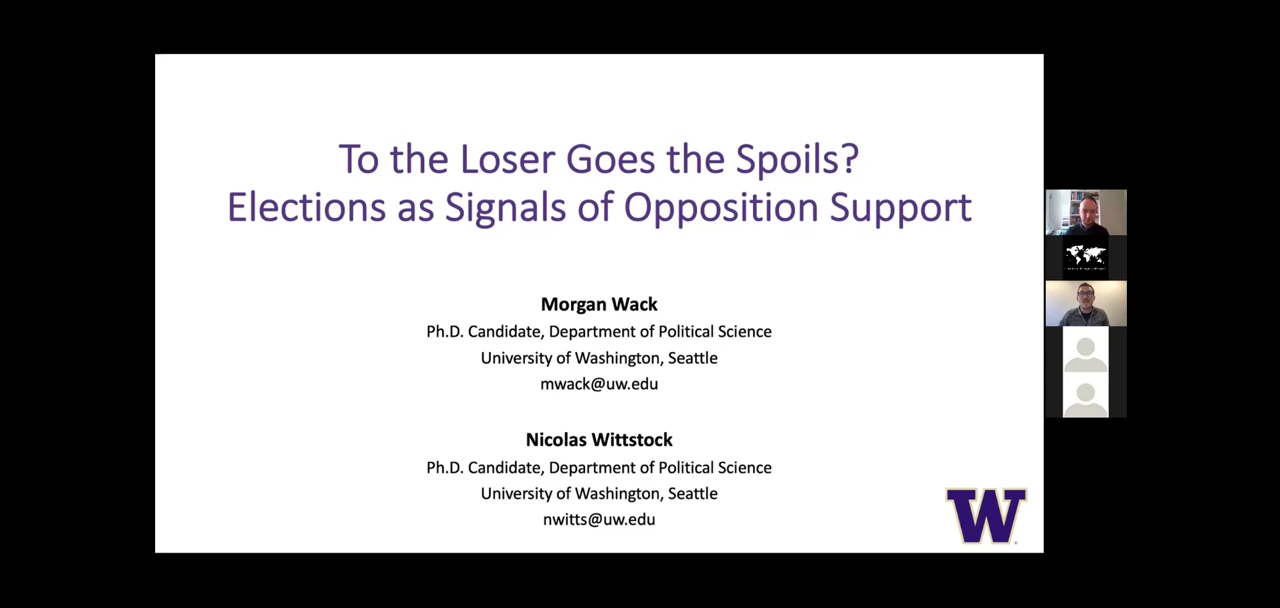 To the Loser Goes the Spoils?
Elections as Signals of Opposition Support
Morgan Wack
Ph.D. Candidate, Department of Political Science
University of Washington, Seattle
mwack@uw.edu
Nicolas Wittstock
Ph.D. Candidate, Department of Political Science
University of Washington, Seattle
nwitts@uw.edu
W